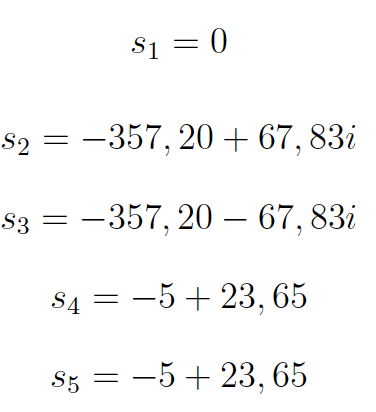 s₁ = 0
s₂ = −357, 20 + 67, 83i
s₃ = −357, 20 − 67, 83i
s₄ = −5 + 23, 65
s₅ = −5 + 23, 65